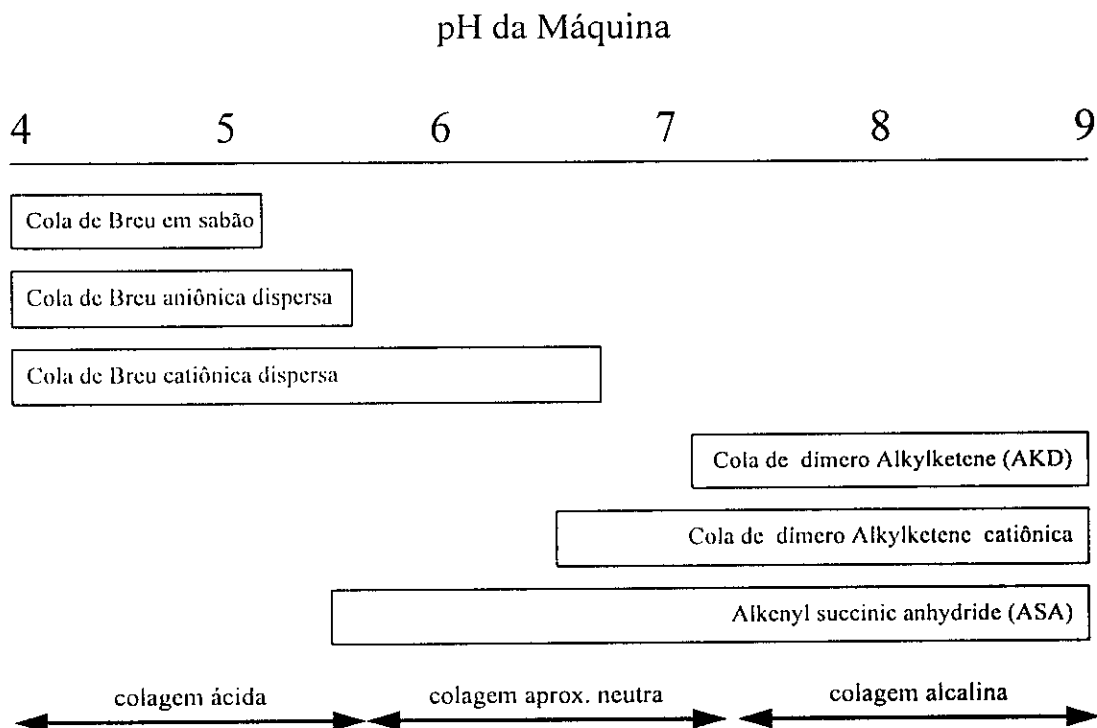 pH da Máquina
4 5 6 7 8 9
Cola de Breu em sabão
Cola de Breu aniônica dispersa
Cola de Breu catiônica dispersa
Cola de dímero Alkylketene (AKD)
Cola de dímero Alkylketene catiônica
Alkenyl succinic anhydride (ASA)
colagem ácida colagem aprox. neutra colagem alcalina